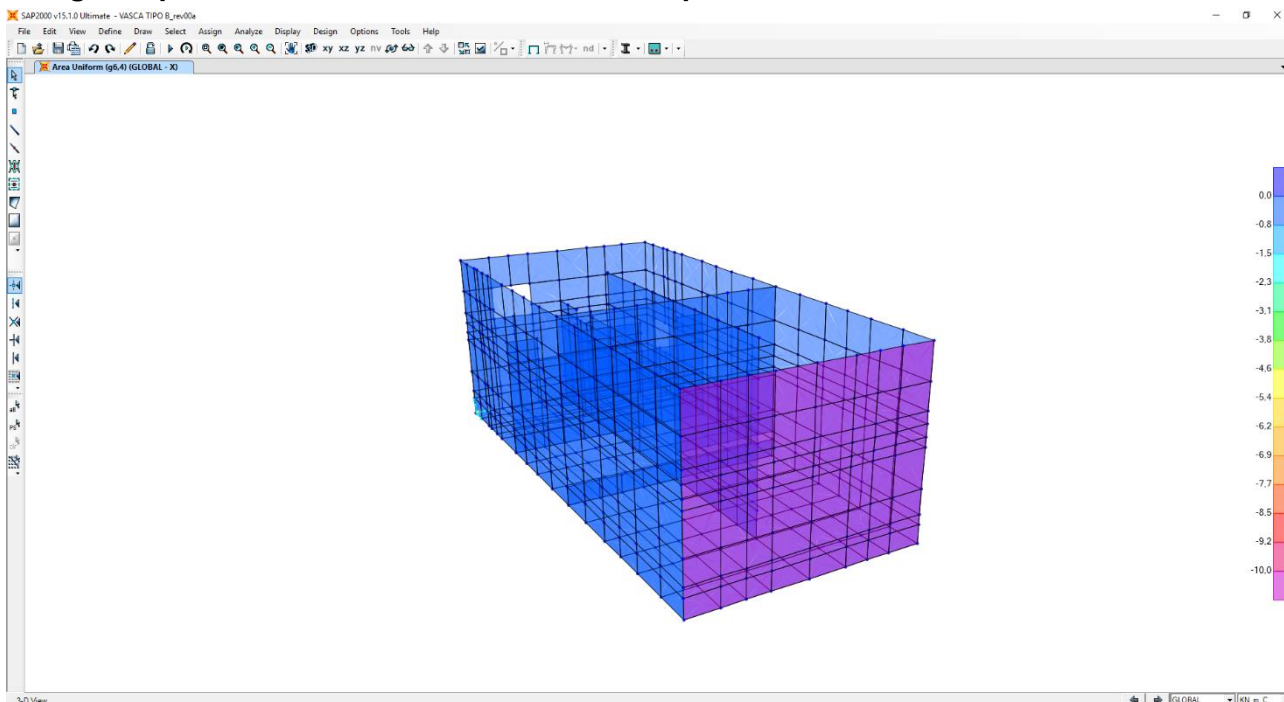 SAP2000 v15.1.0 Ultimate - VASCA TIPO B_rev00a
File Edit View Define Draw Select Assign Analyze Display Design Options Tools Help
xy xz yz nv nd
Area Uniform (g6,4) (GLOBAL - X)
0.0
-0.8
-1.5
-2.3
-3.1
-3.8
-4.6
-5.4
-6.2
-6.9
-7.7
-8.5
-9.2
-10.0
all
PS
clr
3-D View
GLOBAL
KN, m, C